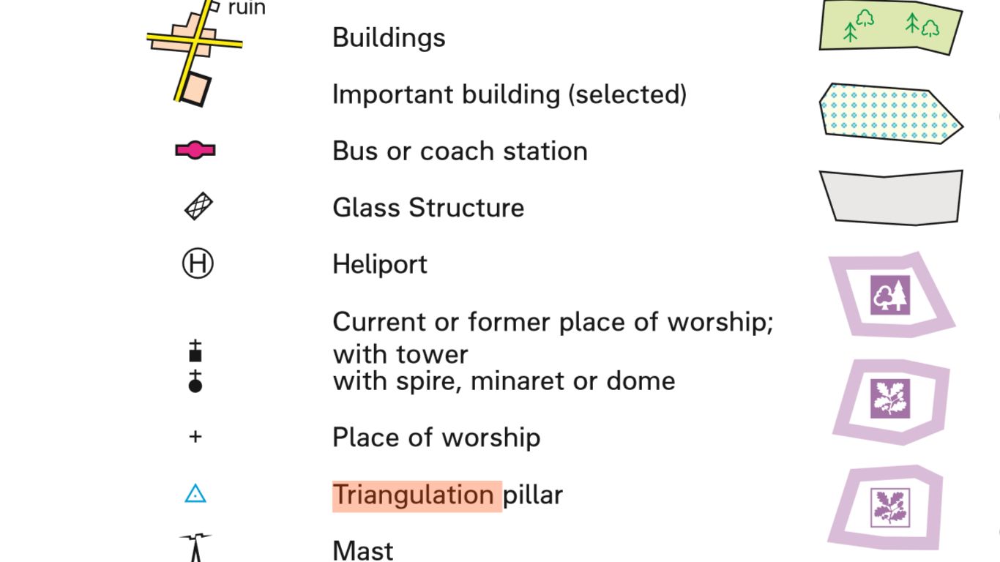 ruin
Buildings
Important building (selected)
Bus or coach station
Glass Structure
H
Heliport
Current or former place of worship;
with tower
with spire, minaret or dome
Place of worship
Triangulation pillar
Mast